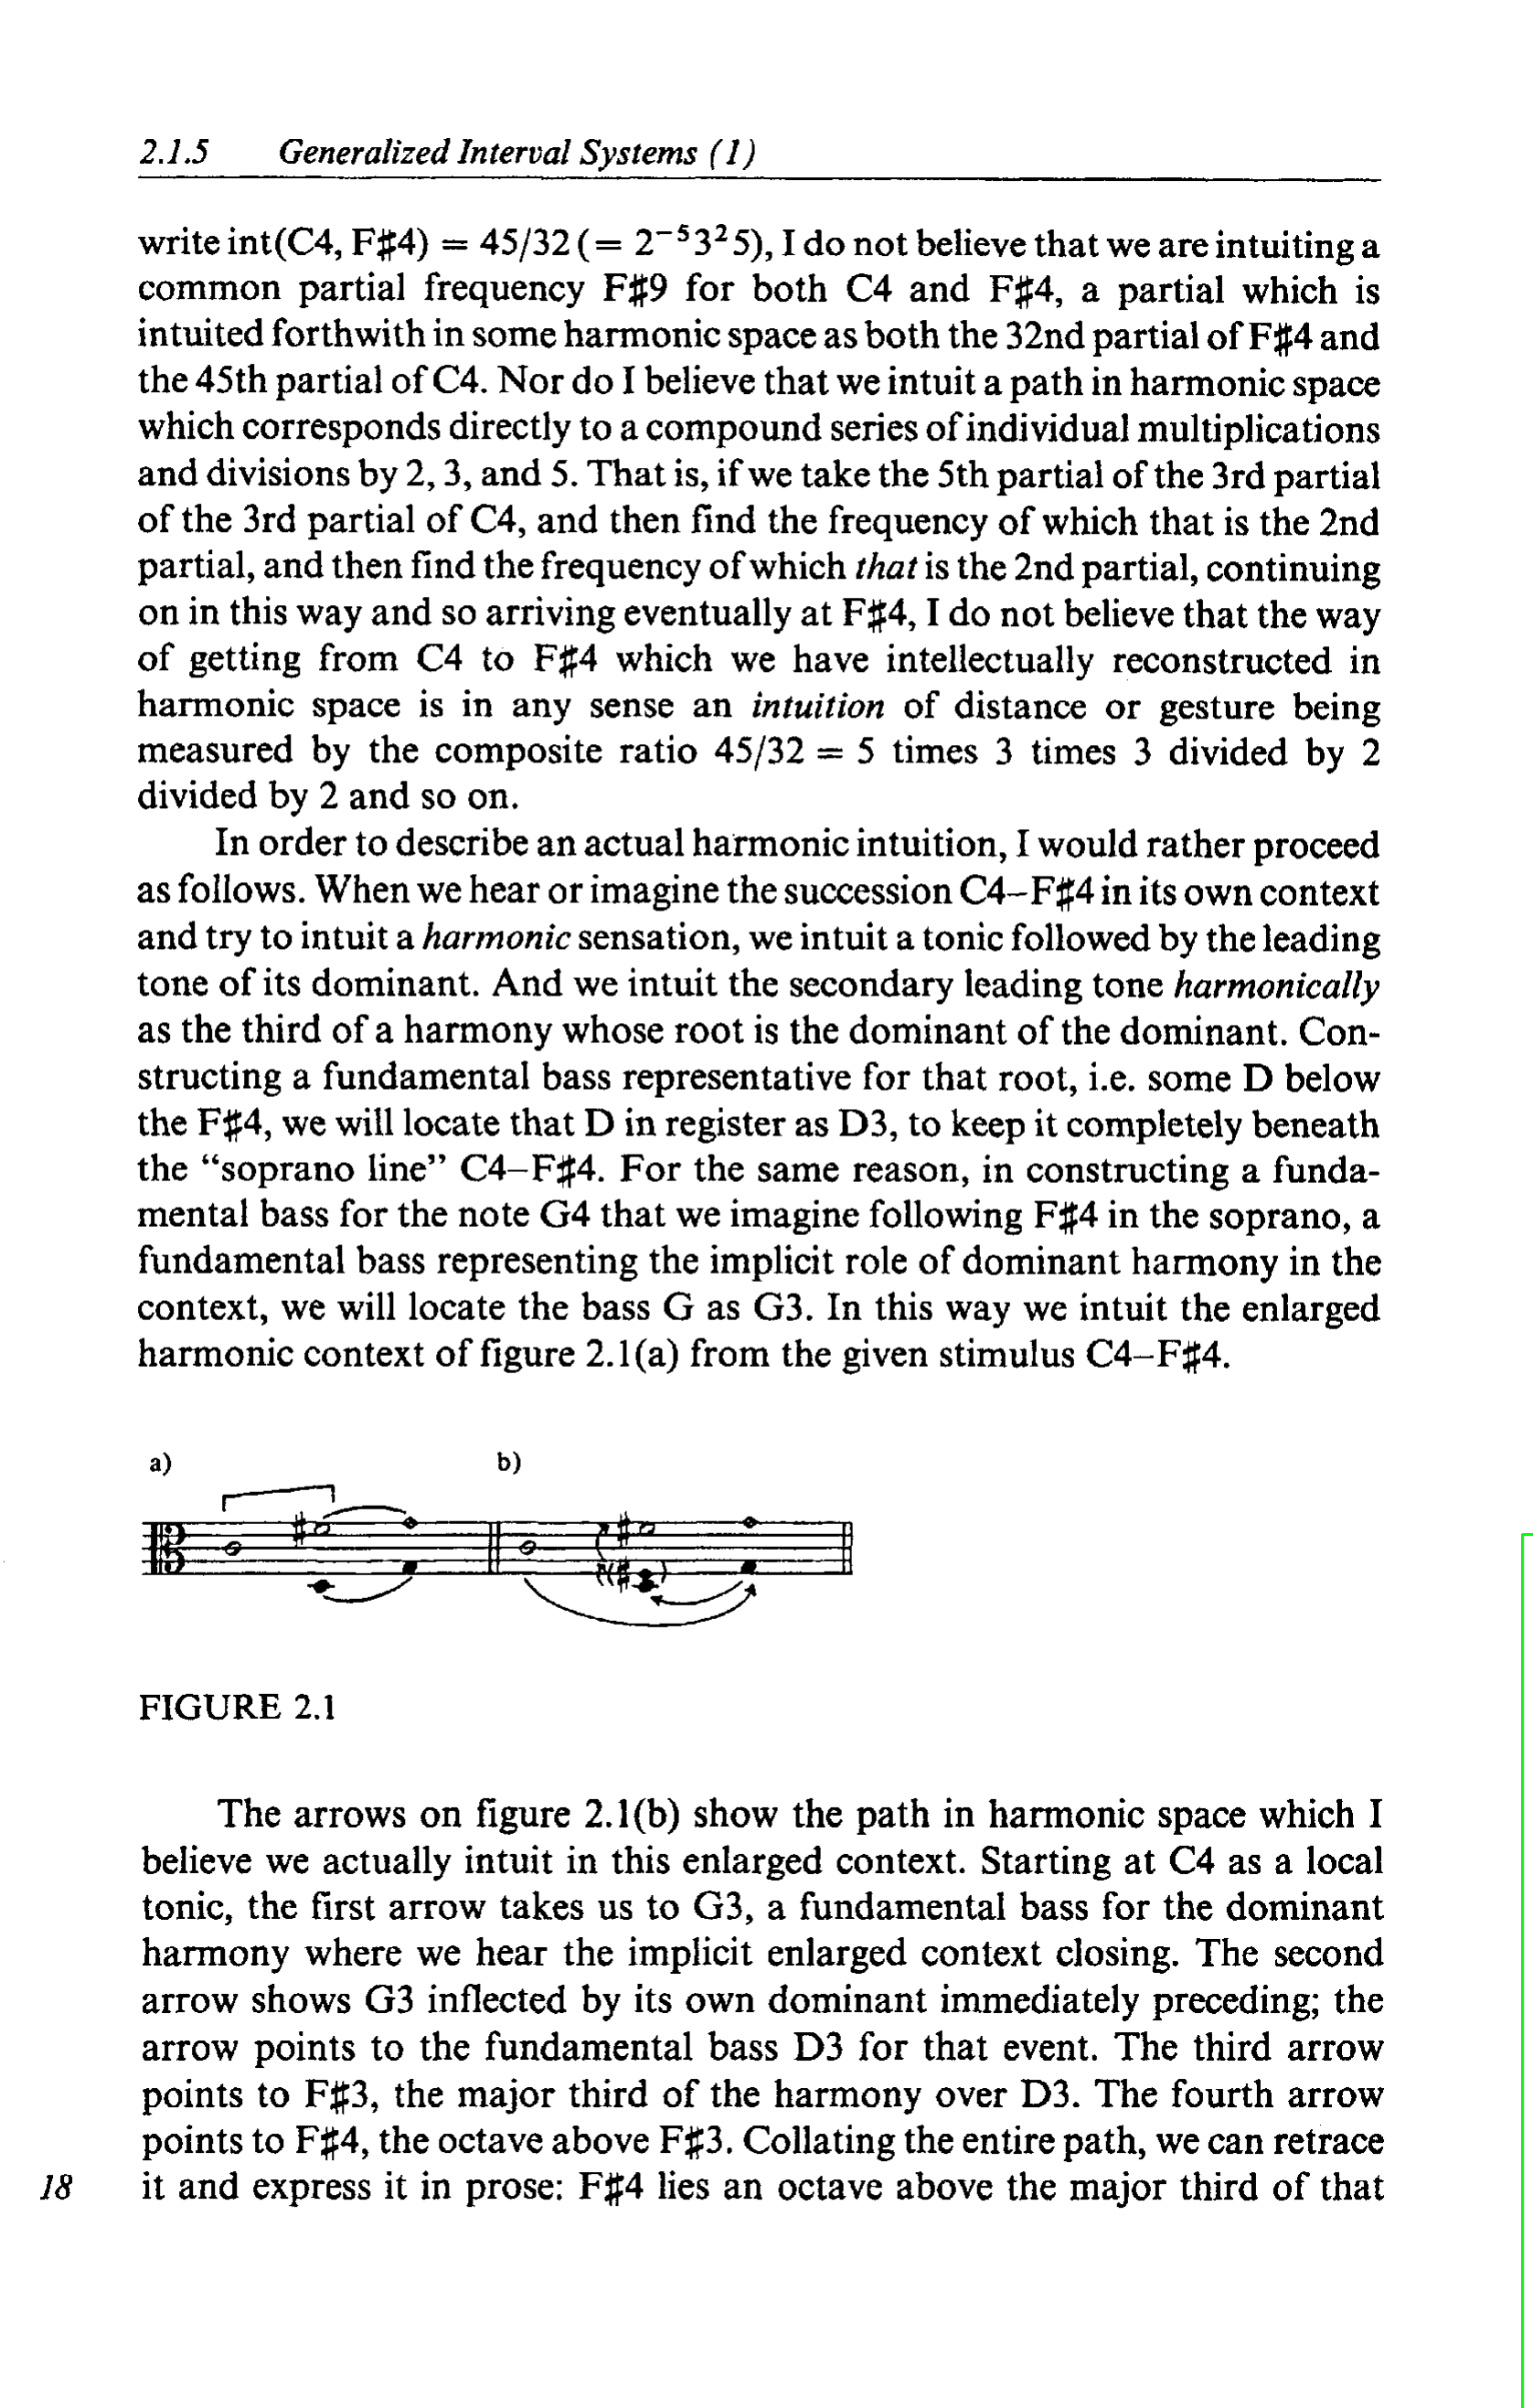 2.1.5 Generalized Interval Systems (1)
write int(C4, F♯4) = 45/32 (= 2⁻⁵3²5), I do not believe that we are intuiting a
common partial frequency F♯9 for both C4 and F♯4, a partial which is
intuited forthwith in some harmonic space as both the 32nd partial of F♯4 and
the 45th partial of C4. Nor do I believe that we intuit a path in harmonic space
which corresponds directly to a compound series of individual multiplications
and divisions by 2, 3, and 5. That is, if we take the 5th partial of the 3rd partial
of the 3rd partial of C4, and then find the frequency of which that is the 2nd
partial, and then find the frequency of which that is the 2nd partial, continuing
on in this way and so arriving eventually at F♯4, I do not believe that the way
of getting from C4 to F♯4 which we have intellectually reconstructed in
harmonic space is in any sense an intuition of distance or gesture being
measured by the composite ratio 45/32 = 5 times 3 times 3 divided by 2
divided by 2 and so on.
In order to describe an actual harmonic intuition, I would rather proceed
as follows. When we hear or imagine the succession C4–F♯4 in its own context
and try to intuit a harmonic sensation, we intuit a tonic followed by the leading
tone of its dominant. And we intuit the secondary leading tone harmonically
as the third of a harmony whose root is the dominant of the dominant. Con-
structing a fundamental bass representative for that root, i.e. some D below
the F♯4, we will locate that D in register as D3, to keep it completely beneath
the “soprano line” C4–F♯4. For the same reason, in constructing a funda-
mental bass for the note G4 that we imagine following F♯4 in the soprano, a
fundamental bass representing the implicit role of dominant harmony in the
context, we will locate the bass G as G3. In this way we intuit the enlarged
harmonic context of figure 2.1(a) from the given stimulus C4–F♯4.
a) b)
FIGURE 2.1
The arrows on figure 2.1(b) show the path in harmonic space which I
believe we actually intuit in this enlarged context. Starting at C4 as a local
tonic, the first arrow takes us to G3, a fundamental bass for the dominant
harmony where we hear the implicit enlarged context closing. The second
arrow shows G3 inflected by its own dominant immediately preceding; the
arrow points to the fundamental bass D3 for that event. The third arrow
points to F♯3, the major third of the harmony over D3. The fourth arrow
points to F♯4, the octave above F♯3. Collating the entire path, we can retrace
18 it and express it in prose: F♯4 lies an octave above the major third of that